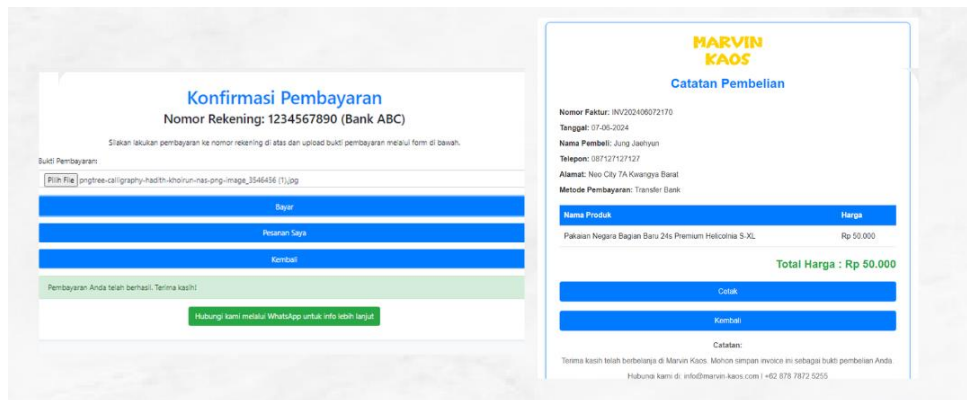 Konfirmasi Pembayaran
Nomor Rekening: 1234567890 (Bank ABC)
Silakan lakukan pembayaran ke nomor rekening di atas dan upload bukti pembayaran melalui form di bawah.
Bukti Pembayaran:
Pilih File pngtree-calligraphy-hadith-khoirun-nas-png-image_3546456 (1).jpg
Bayar
Pesanan Saya
Kembali
Pembayaran Anda telah berhasil. Terima kasih!
Hubungi kami melalui WhatsApp untuk info lebih lanjut
MARVIN
KAOS
Catatan Pembelian
Nomor Faktur: INV202406072170
Tanggal: 07-06-2024
Nama Pembeli: Jung Jaehyun
Telepon: 087127127127
Alamat: Neo City 7A Kwangya Barat
Metode Pembayaran: Transfer Bank
Nama Produk Harga
Pakaian Negara Bagian Baru 24s Premium Helicolnia S-XL Rp 50.000
Total Harga : Rp 50.000
Cetak
Kembali
Catatan:
Terima kasih telah berbelanja di Marvin Kaos. Mohon simpan invoice ini sebagai bukti pembelian Anda.
Hubungi kami di: info@marvin-kaos.com | +62 878 7872 5255